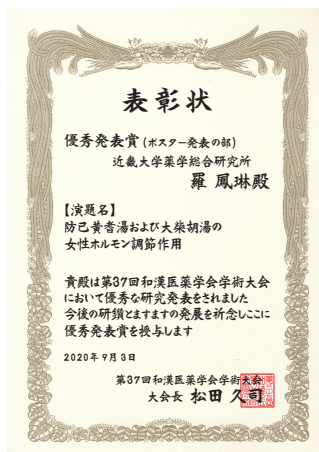 表彰状
優秀発表賞(ポスター発表の部)
近畿大学薬学総合研究所
羅 鳳琳殿
【演題名】
防已黄耆湯および大柴胡湯の
女性ホルモン調節作用
貴殿は第37回和漢医薬学会学術大会
において優秀な研究発表をされました
今後の研鑚とますますの発展を祈念しここに
優秀発表賞を授与します
2020年9月3日
第37回和漢医薬学会学術大会
大会長 松田久司